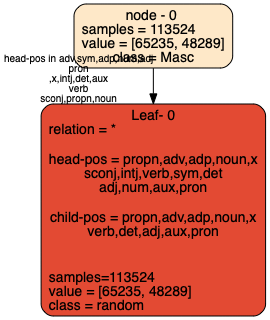 node - 0
samples = 113524
value = [65235, 48289]
class = Masc
head-pos in adv,sym,adp,num,adj
pron
,x,intj,det,aux
verb
sconj,propn,noun
Leaf- 0
relation = *
head-pos = propn,adv,adp,noun,x
sconj,intj,verb,sym,det
adj,num,aux,pron
child-pos = propn,adv,adp,noun,x
verb,det,adj,aux,pron
samples=113524
value = [65235, 48289]
class = random